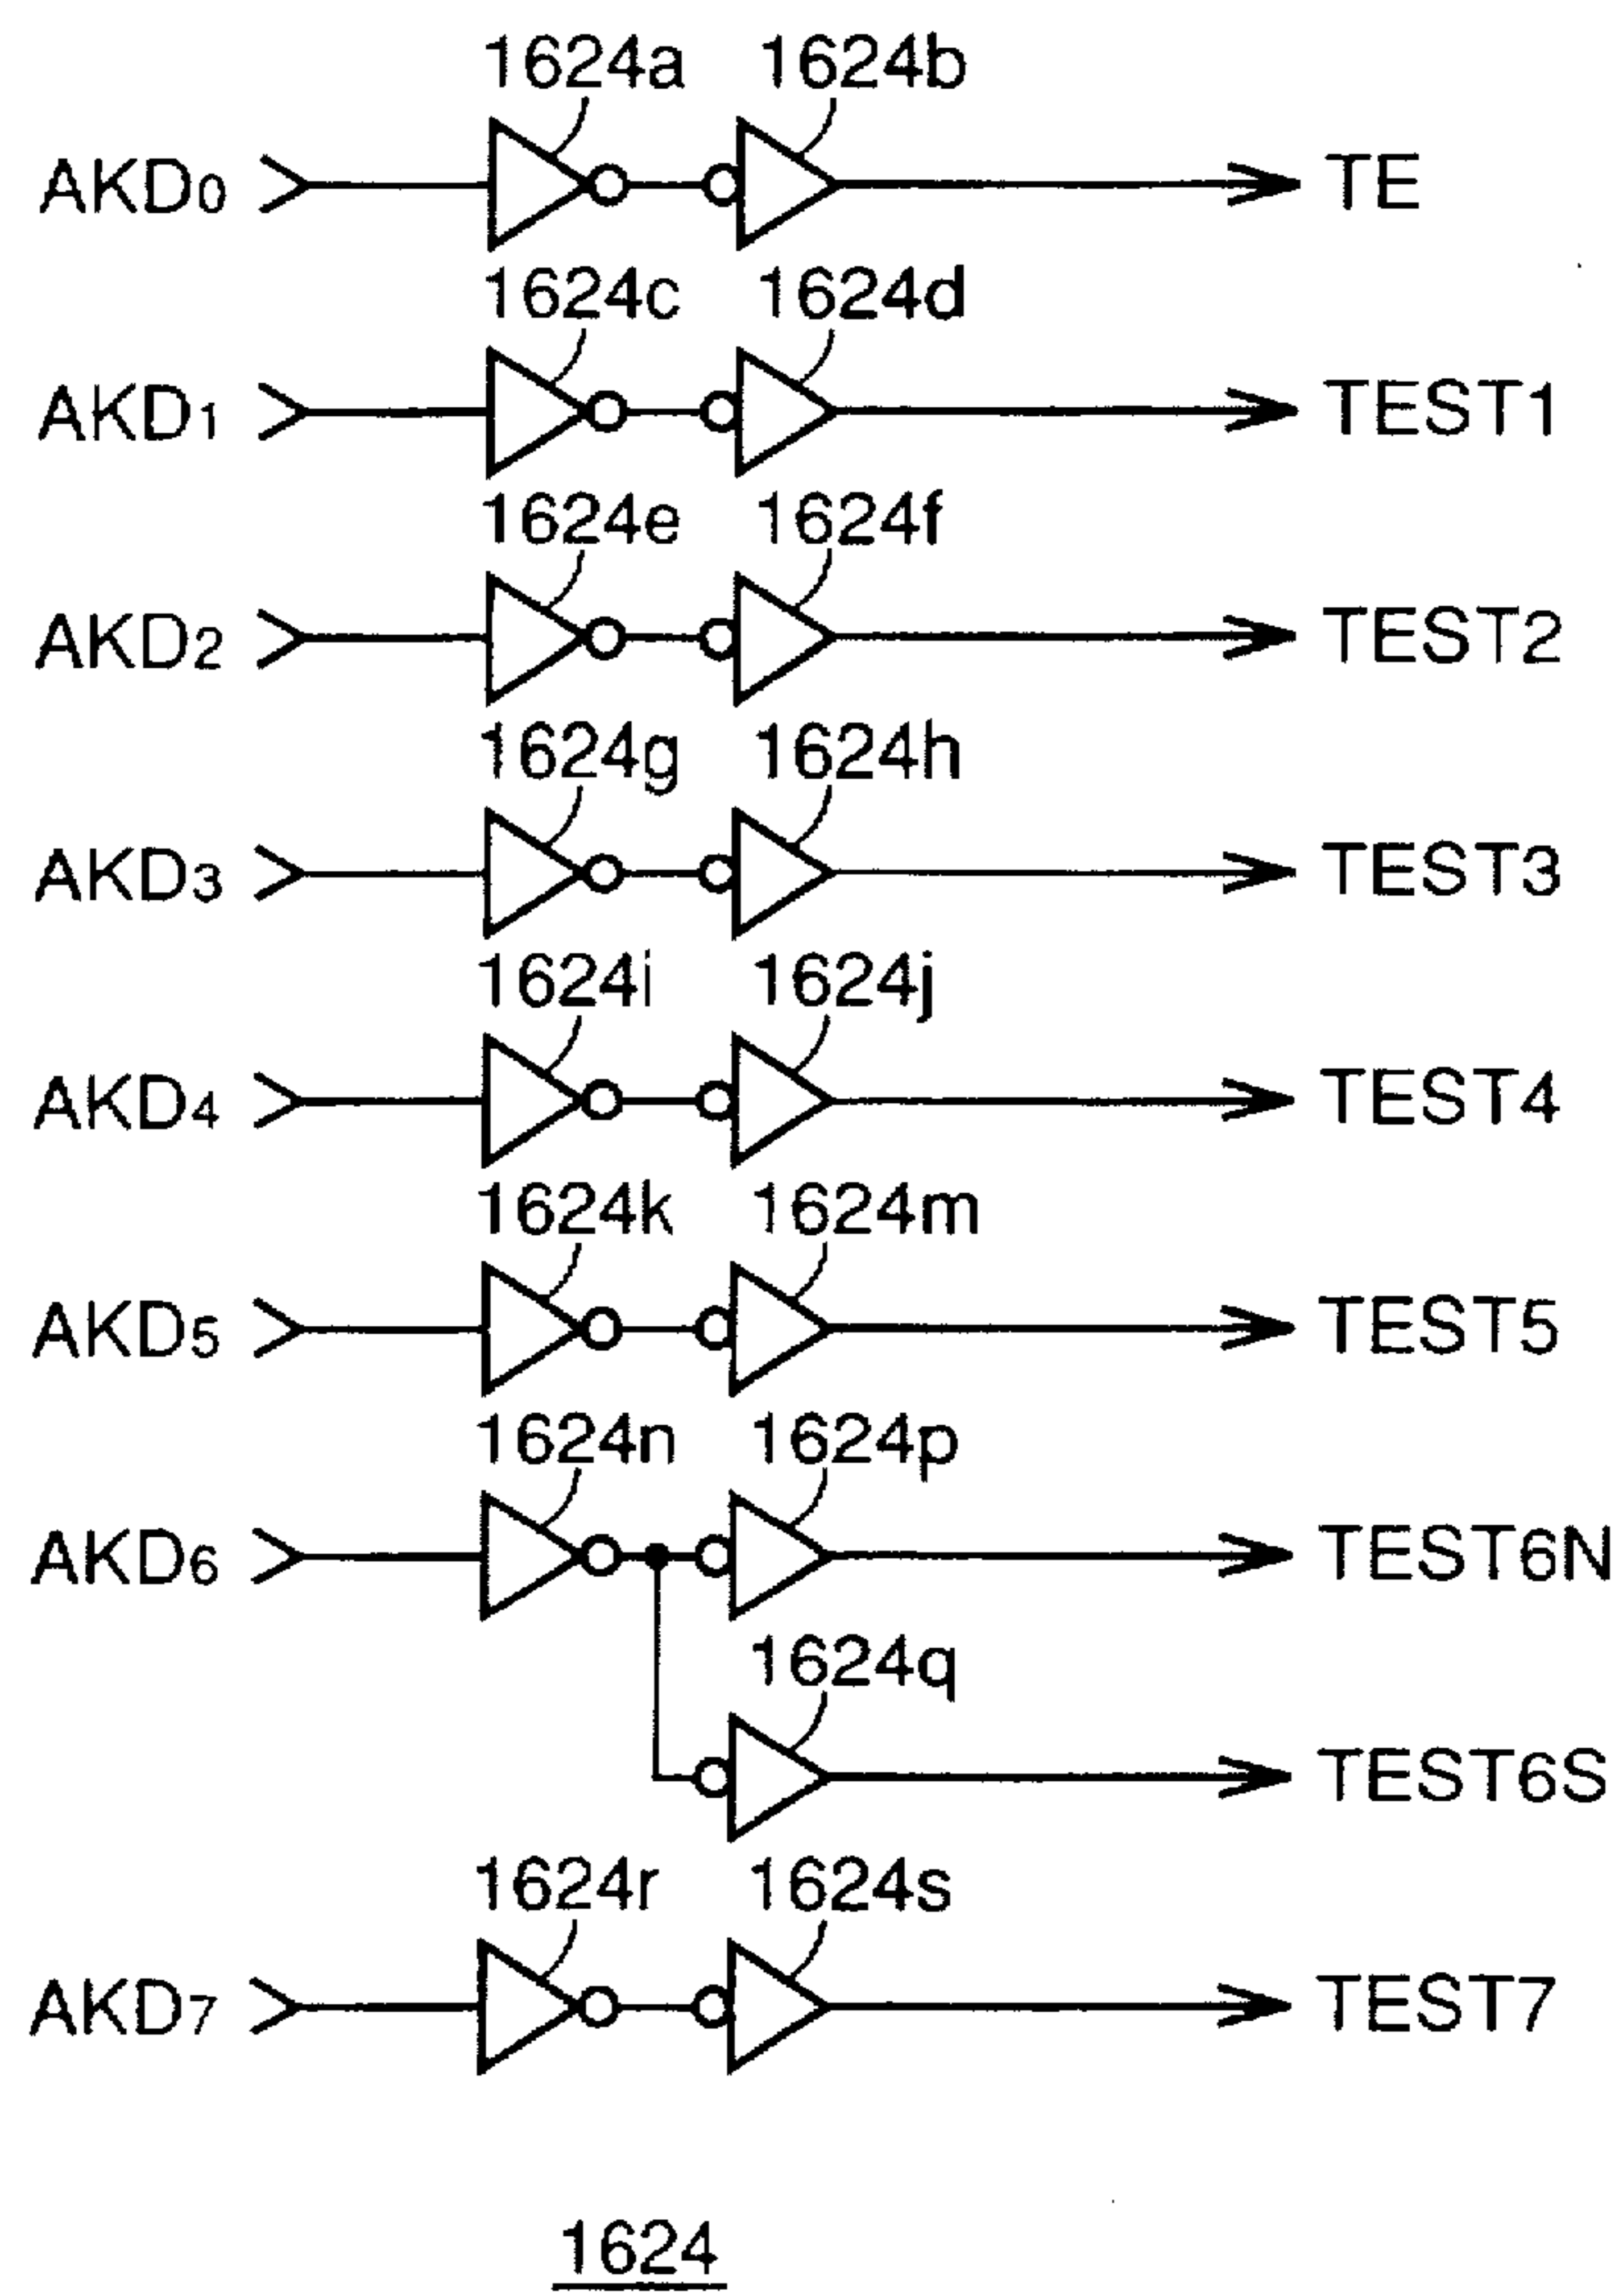 1624a 1624b
AKD0 TE
1624c 1624d
AKD1 TEST1
1624e 1624f
AKD2 TEST2
1624g 1624h
AKD3 TEST3
1624i 1624j
AKD4 TEST4
1624k 1624m
AKD5 TEST5
1624n 1624p
AKD6 TEST6N
1624q
TEST6S
1624r 1624s
AKD7 TEST7
1624